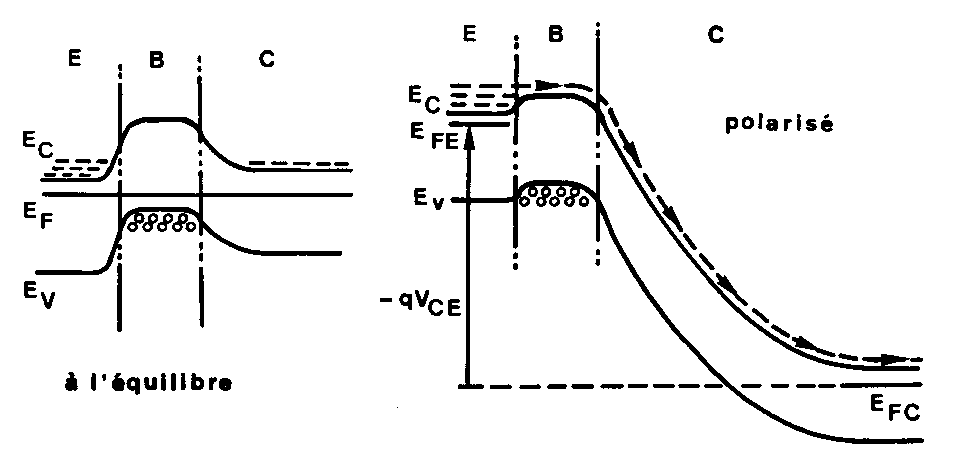 E B C
E B C
E_C
E_F
E_V
à l'équilibre
E_C
E_FE
E_v
-qV_CE
polarisé
E_FC